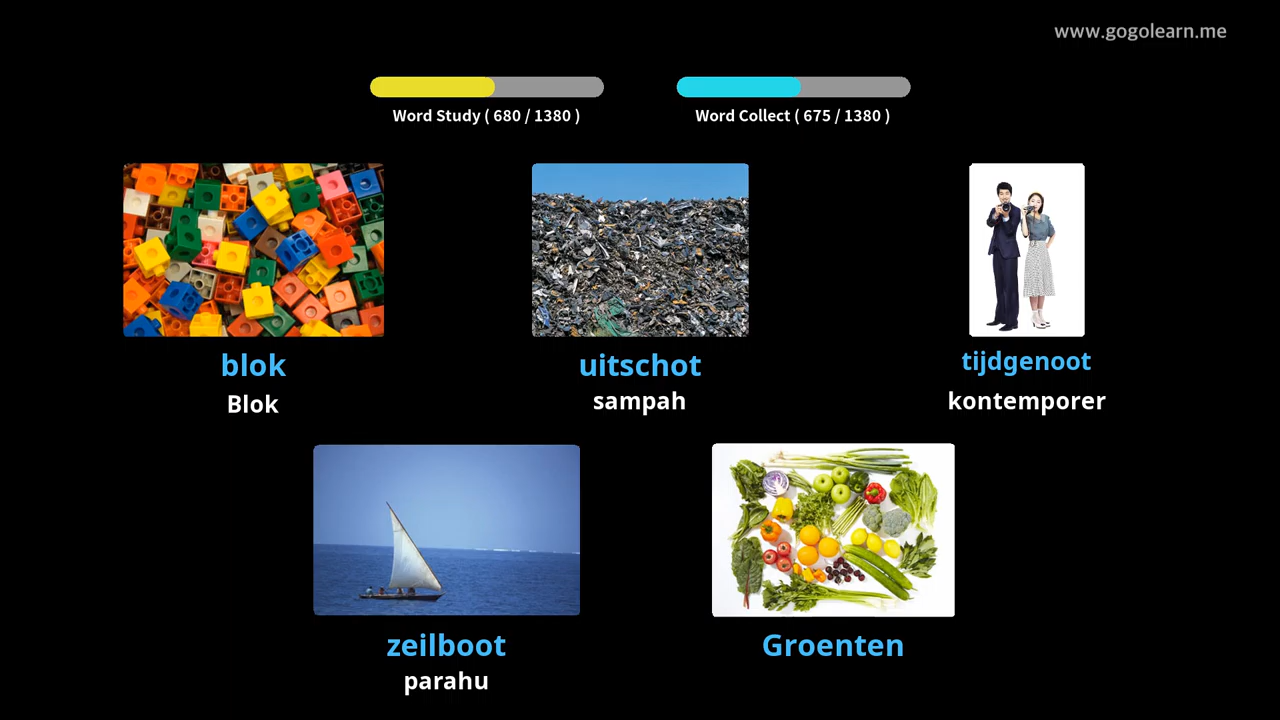 www.gogolearn.me
Word Study ( 680 / 1380 )
Word Collect ( 675 / 1380 )
blok
Blok
uitschot
sampah
tijdgenoot
kontemporer
zeilboot
parahu
Groenten